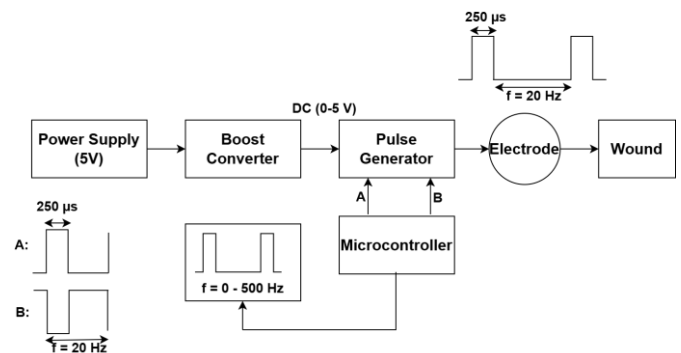 250 µs
f = 20 Hz
DC (0-5 V)
Power Supply
(5V)
Boost
Converter
Pulse
Generator
Electrode
Wound
A
B
250 µs
A:
B:
f = 20 Hz
f = 0 - 500 Hz
Microcontroller